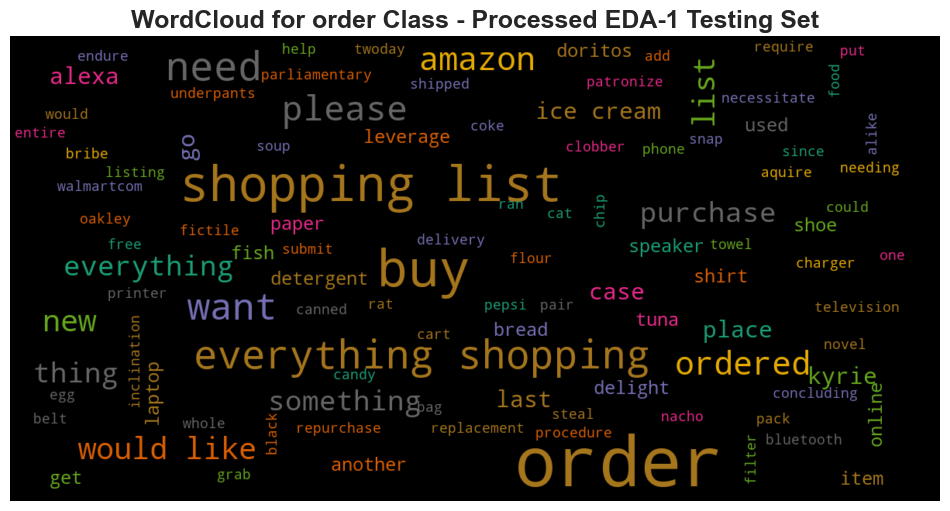 WordCloud for order Class - Processed EDA-1 Testing Set
endure help twoday doritos add require put
alexa need parliamentary amazon list food
underpants shipped patronize necessitate
would please ice cream used alike
entire go leverage coke snap
bribe soup clobber phone since
listing shopping list aquire needing
walmartcom ran cat chip purchase could
oakley fictile paper shoe
free fish submit delivery speaker towel one
everything buy flour charger
printer detergent shirt
want canned rat pepsi pair case television
new bread tuna place
inclination cart novel
everything shopping ordered
thing laptop candy delight kyrie
egg something bag last concluding online
belt whole black steal nacho pack
would like repurchase replacement procedure bluetooth
another order filter
get grab item